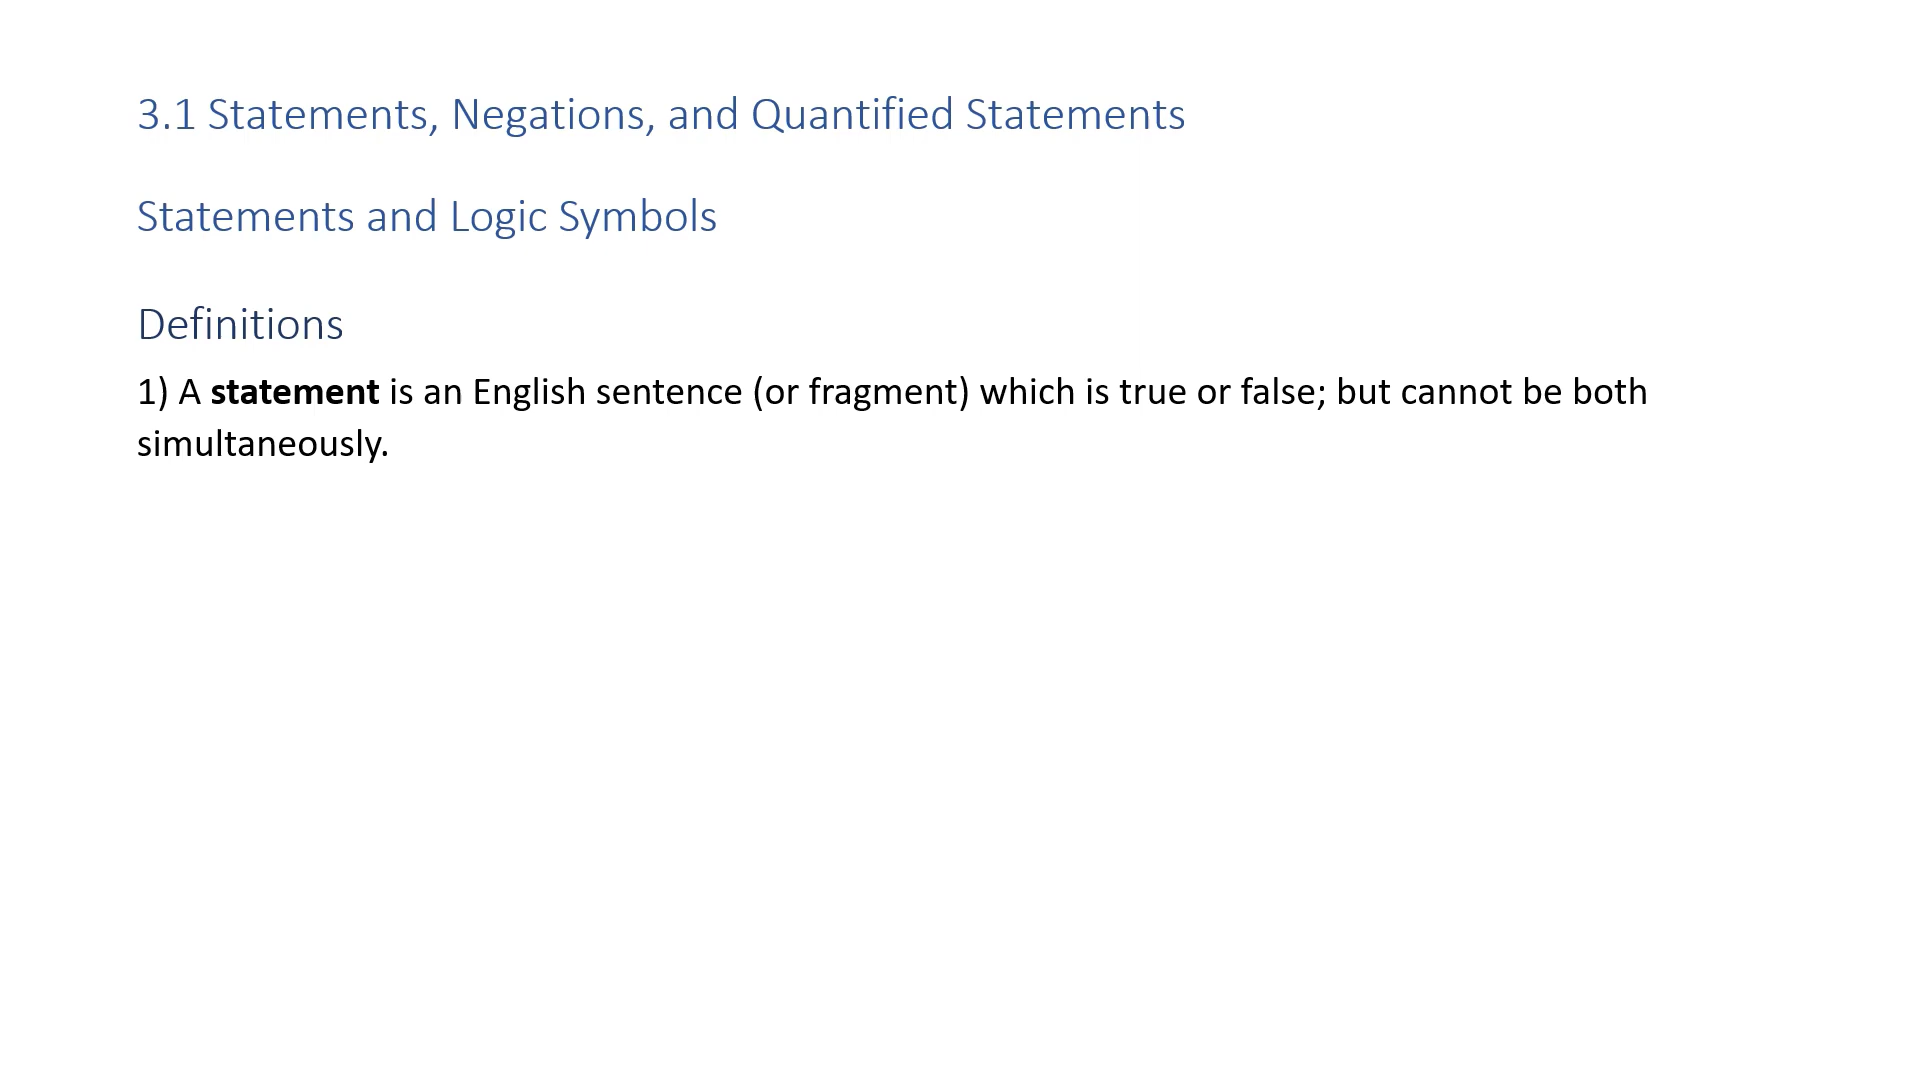 3.1 Statements, Negations, and Quantified Statements
Statements and Logic Symbols
Definitions
1) A statement is an English sentence (or fragment) which is true or false; but cannot be both
simultaneously.